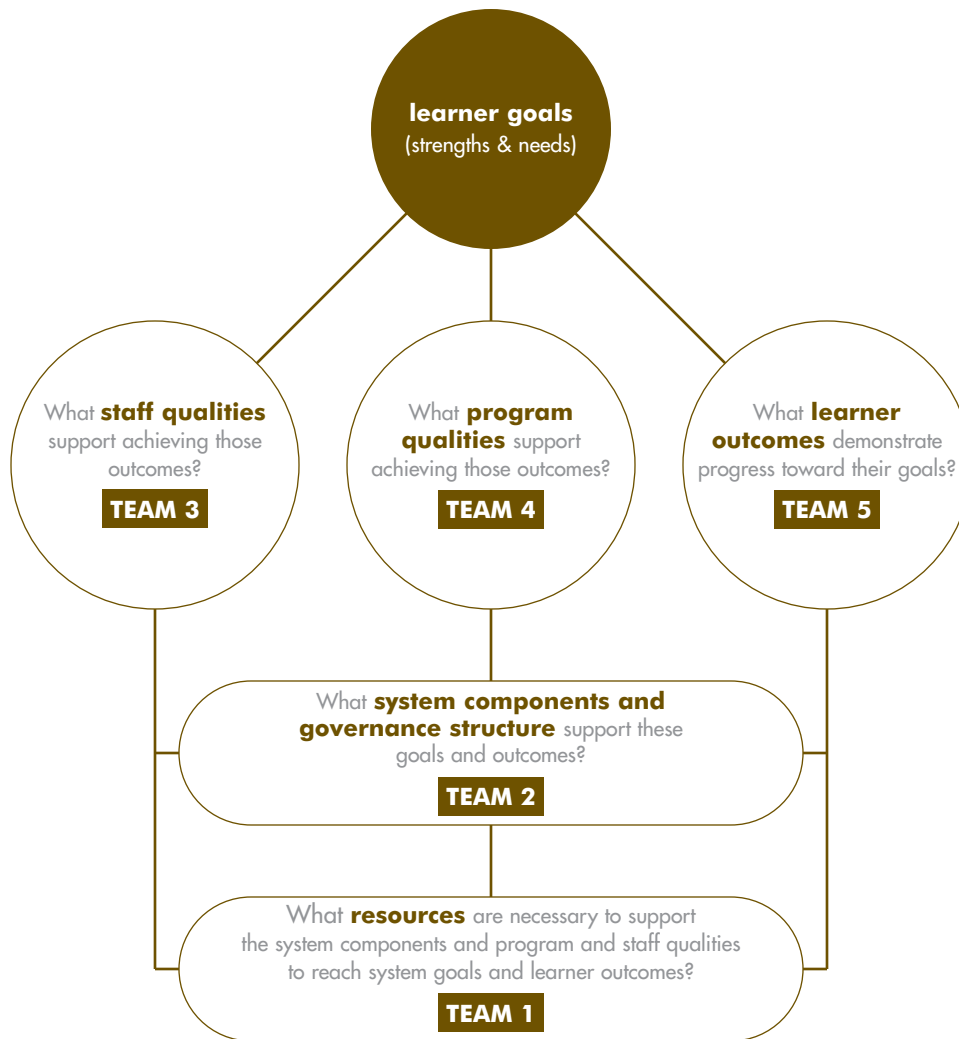 learner goals
(strengths & needs)
What staff qualities
support achieving those
outcomes?
TEAM 3
What program
qualities support
achieving those outcomes?
TEAM 4
What learner
outcomes demonstrate
progress toward their goals?
TEAM 5
What system components and
governance structure support these
goals and outcomes?
TEAM 2
What resources are necessary to support
the system components and program and staff qualities
to reach system goals and learner outcomes?
TEAM 1